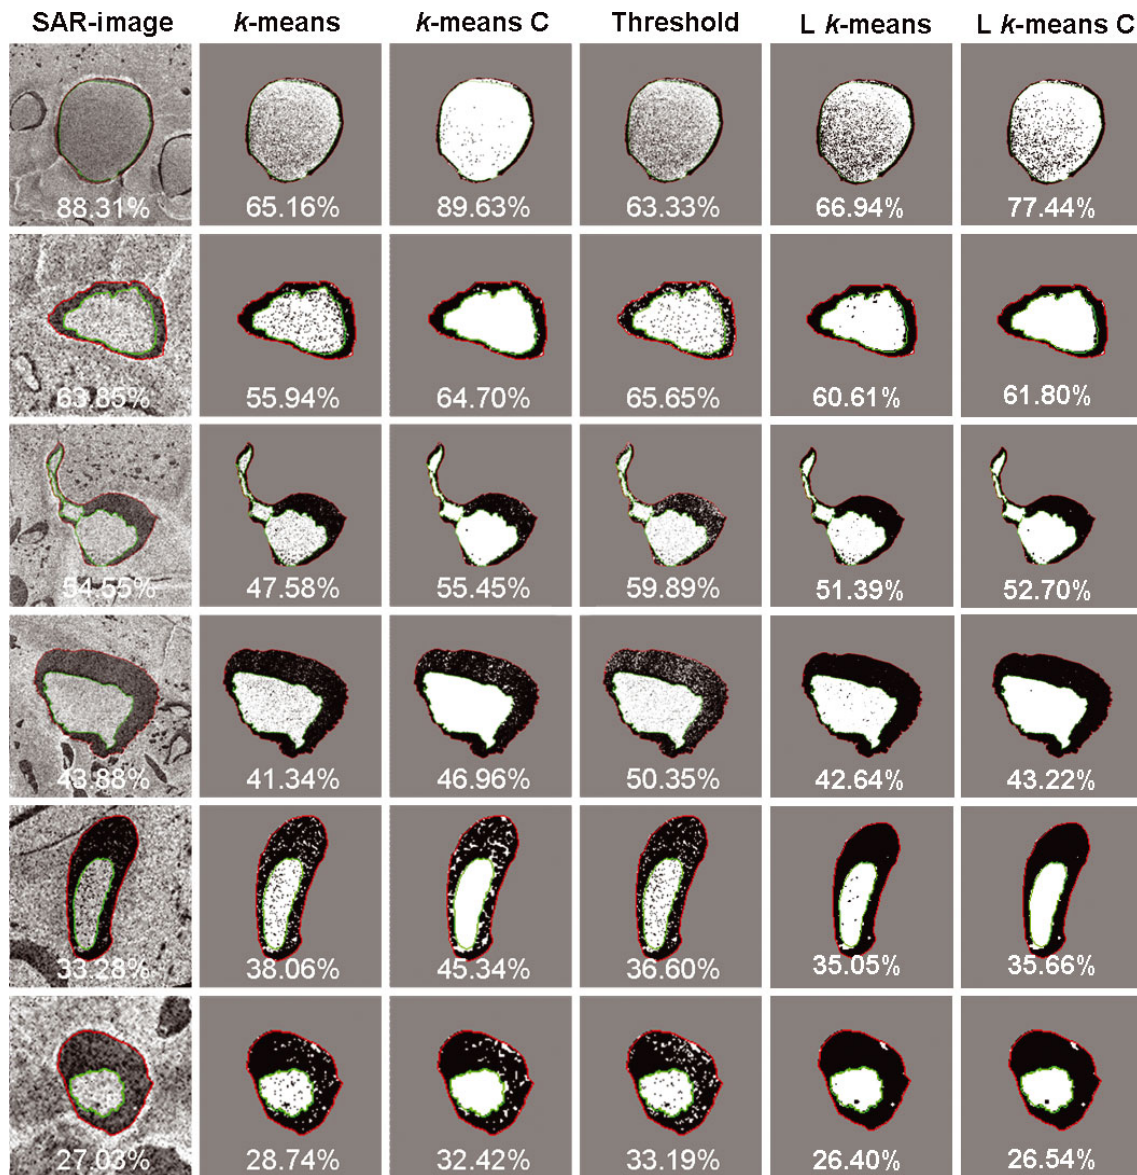 SAR-image k-means k-means C Threshold L k-means L k-means C
88.31% 65.16% 89.63% 63.33% 66.94% 77.44%
63.85% 55.94% 64.70% 65.65% 60.61% 61.80%
54.55% 47.58% 55.45% 59.89% 51.39% 52.70%
43.88% 41.34% 46.96% 50.35% 42.64% 43.22%
33.28% 38.06% 45.34% 36.60% 35.05% 35.66%
27.03% 28.74% 32.42% 33.19% 26.40% 26.54%